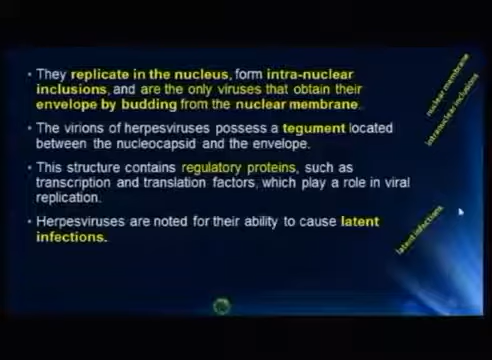 They replicate in the nucleus, form intra-nuclear
inclusions, and are the only viruses that obtain their
envelope by budding from the nuclear membrane.
The virions of herpesviruses possess a tegument located
between the nucleocapsid and the envelope.
This structure contains regulatory proteins, such as
transcription and translation factors, which play a role in viral
replication.
Herpesviruses are noted for their ability to cause latent
infections.
nuclear membrane
intranuclear inclusions
latent infections